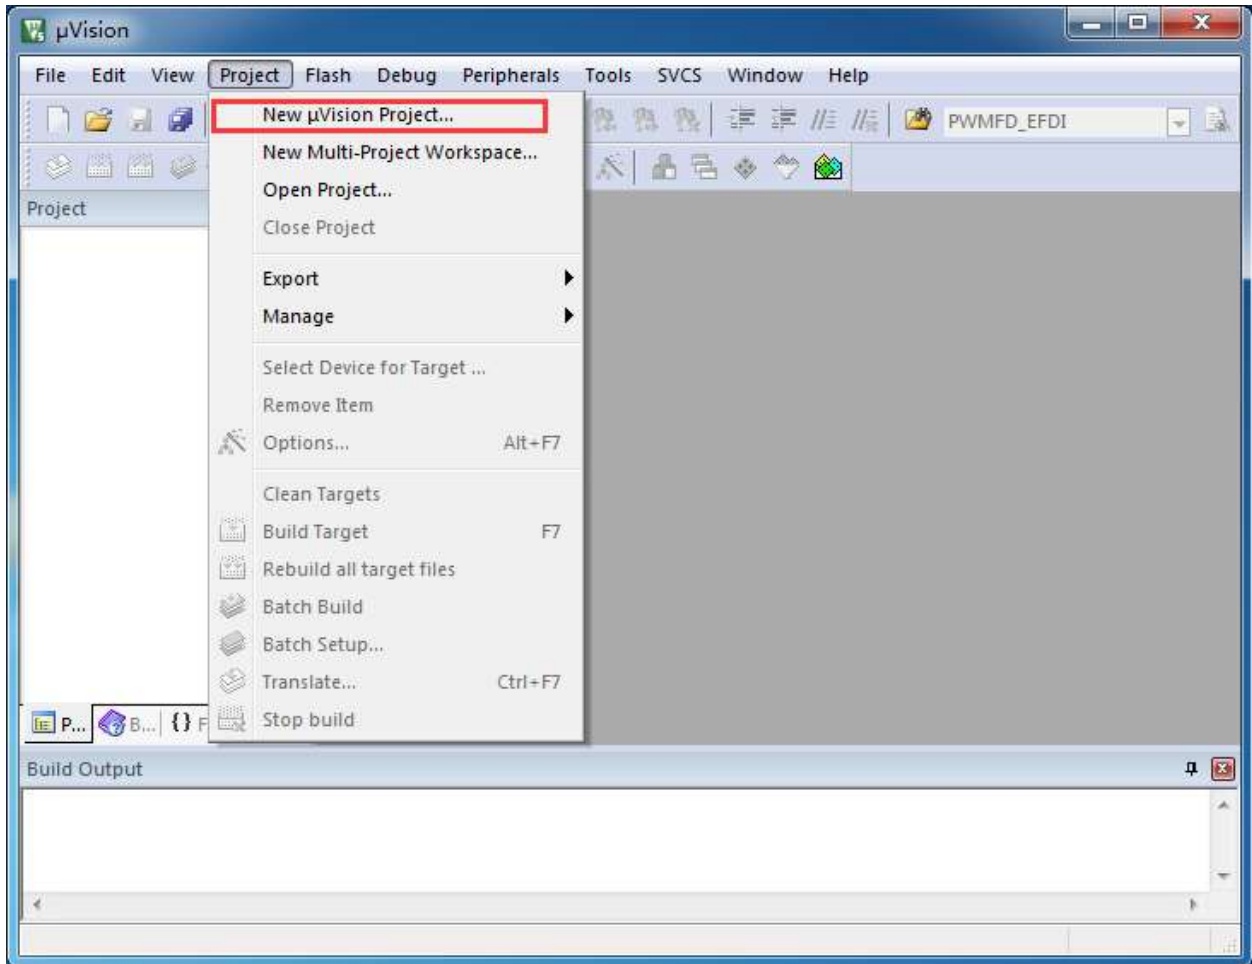 µVision
File Edit View Project Flash Debug Peripherals Tools SVCS Window Help
New µVision Project...
PWMFD_EFDI
New Multi-Project Workspace...
Open Project...
Project
Close Project
Export
Manage
Select Device for Target ...
Remove Item
Options... Alt+F7
Clean Targets
Build Target F7
Rebuild all target files
Batch Build
Batch Setup...
Translate... Ctrl+F7
Stop build
P... B... {} F
Build Output